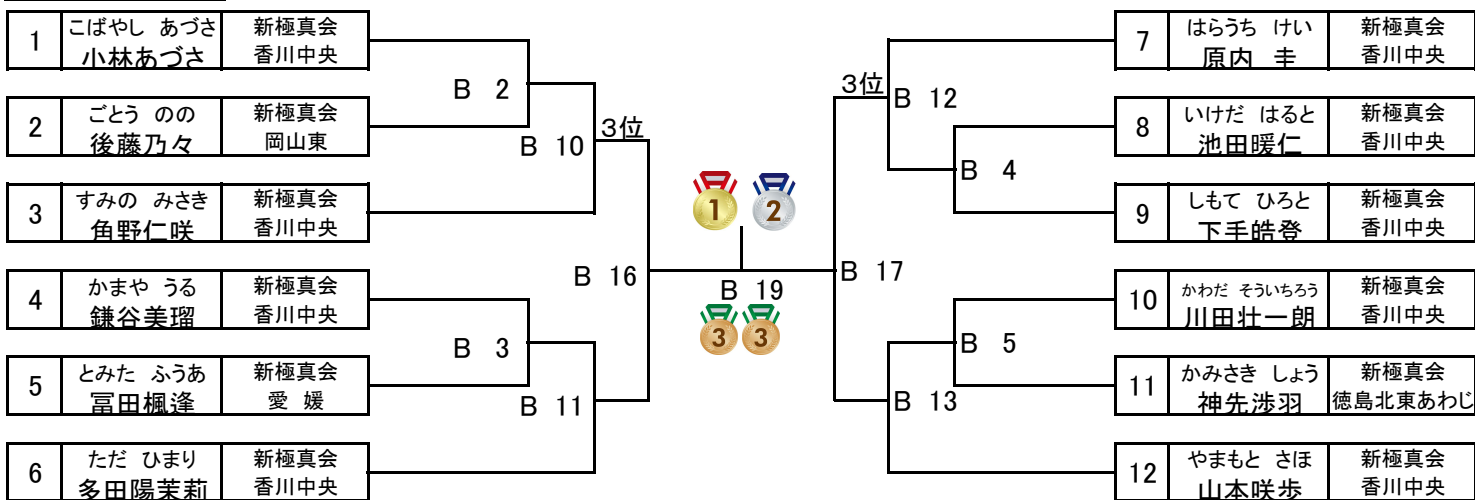 1
こばやし あづさ
小林あづさ
新極真会
香川中央
2
ごとう のの
後藤乃々
新極真会
岡山東
3
すみの みさき
角野仁咲
新極真会
香川中央
4
かまや うる
鎌谷美瑠
新極真会
香川中央
5
とみた ふうあ
冨田楓逢
新極真会
愛 媛
6
ただ ひまり
多田陽茉莉
新極真会
香川中央
B 2
B 3
B 10
B 11
3位
B 16
1
2
B 19
3
3
3位
B 17
B 12
B 13
B 4
B 5
7
はらうち けい
原内 圭
新極真会
香川中央
8
いけだ はると
池田暖仁
新極真会
香川中央
9
しもて ひろと
下手皓登
新極真会
香川中央
10
かわだ そういちろう
川田壮一朗
新極真会
香川中央
11
かみさき しょう
神先渉羽
新極真会
徳島北東あわじ
12
やまもと さほ
山本咲歩
新極真会
香川中央